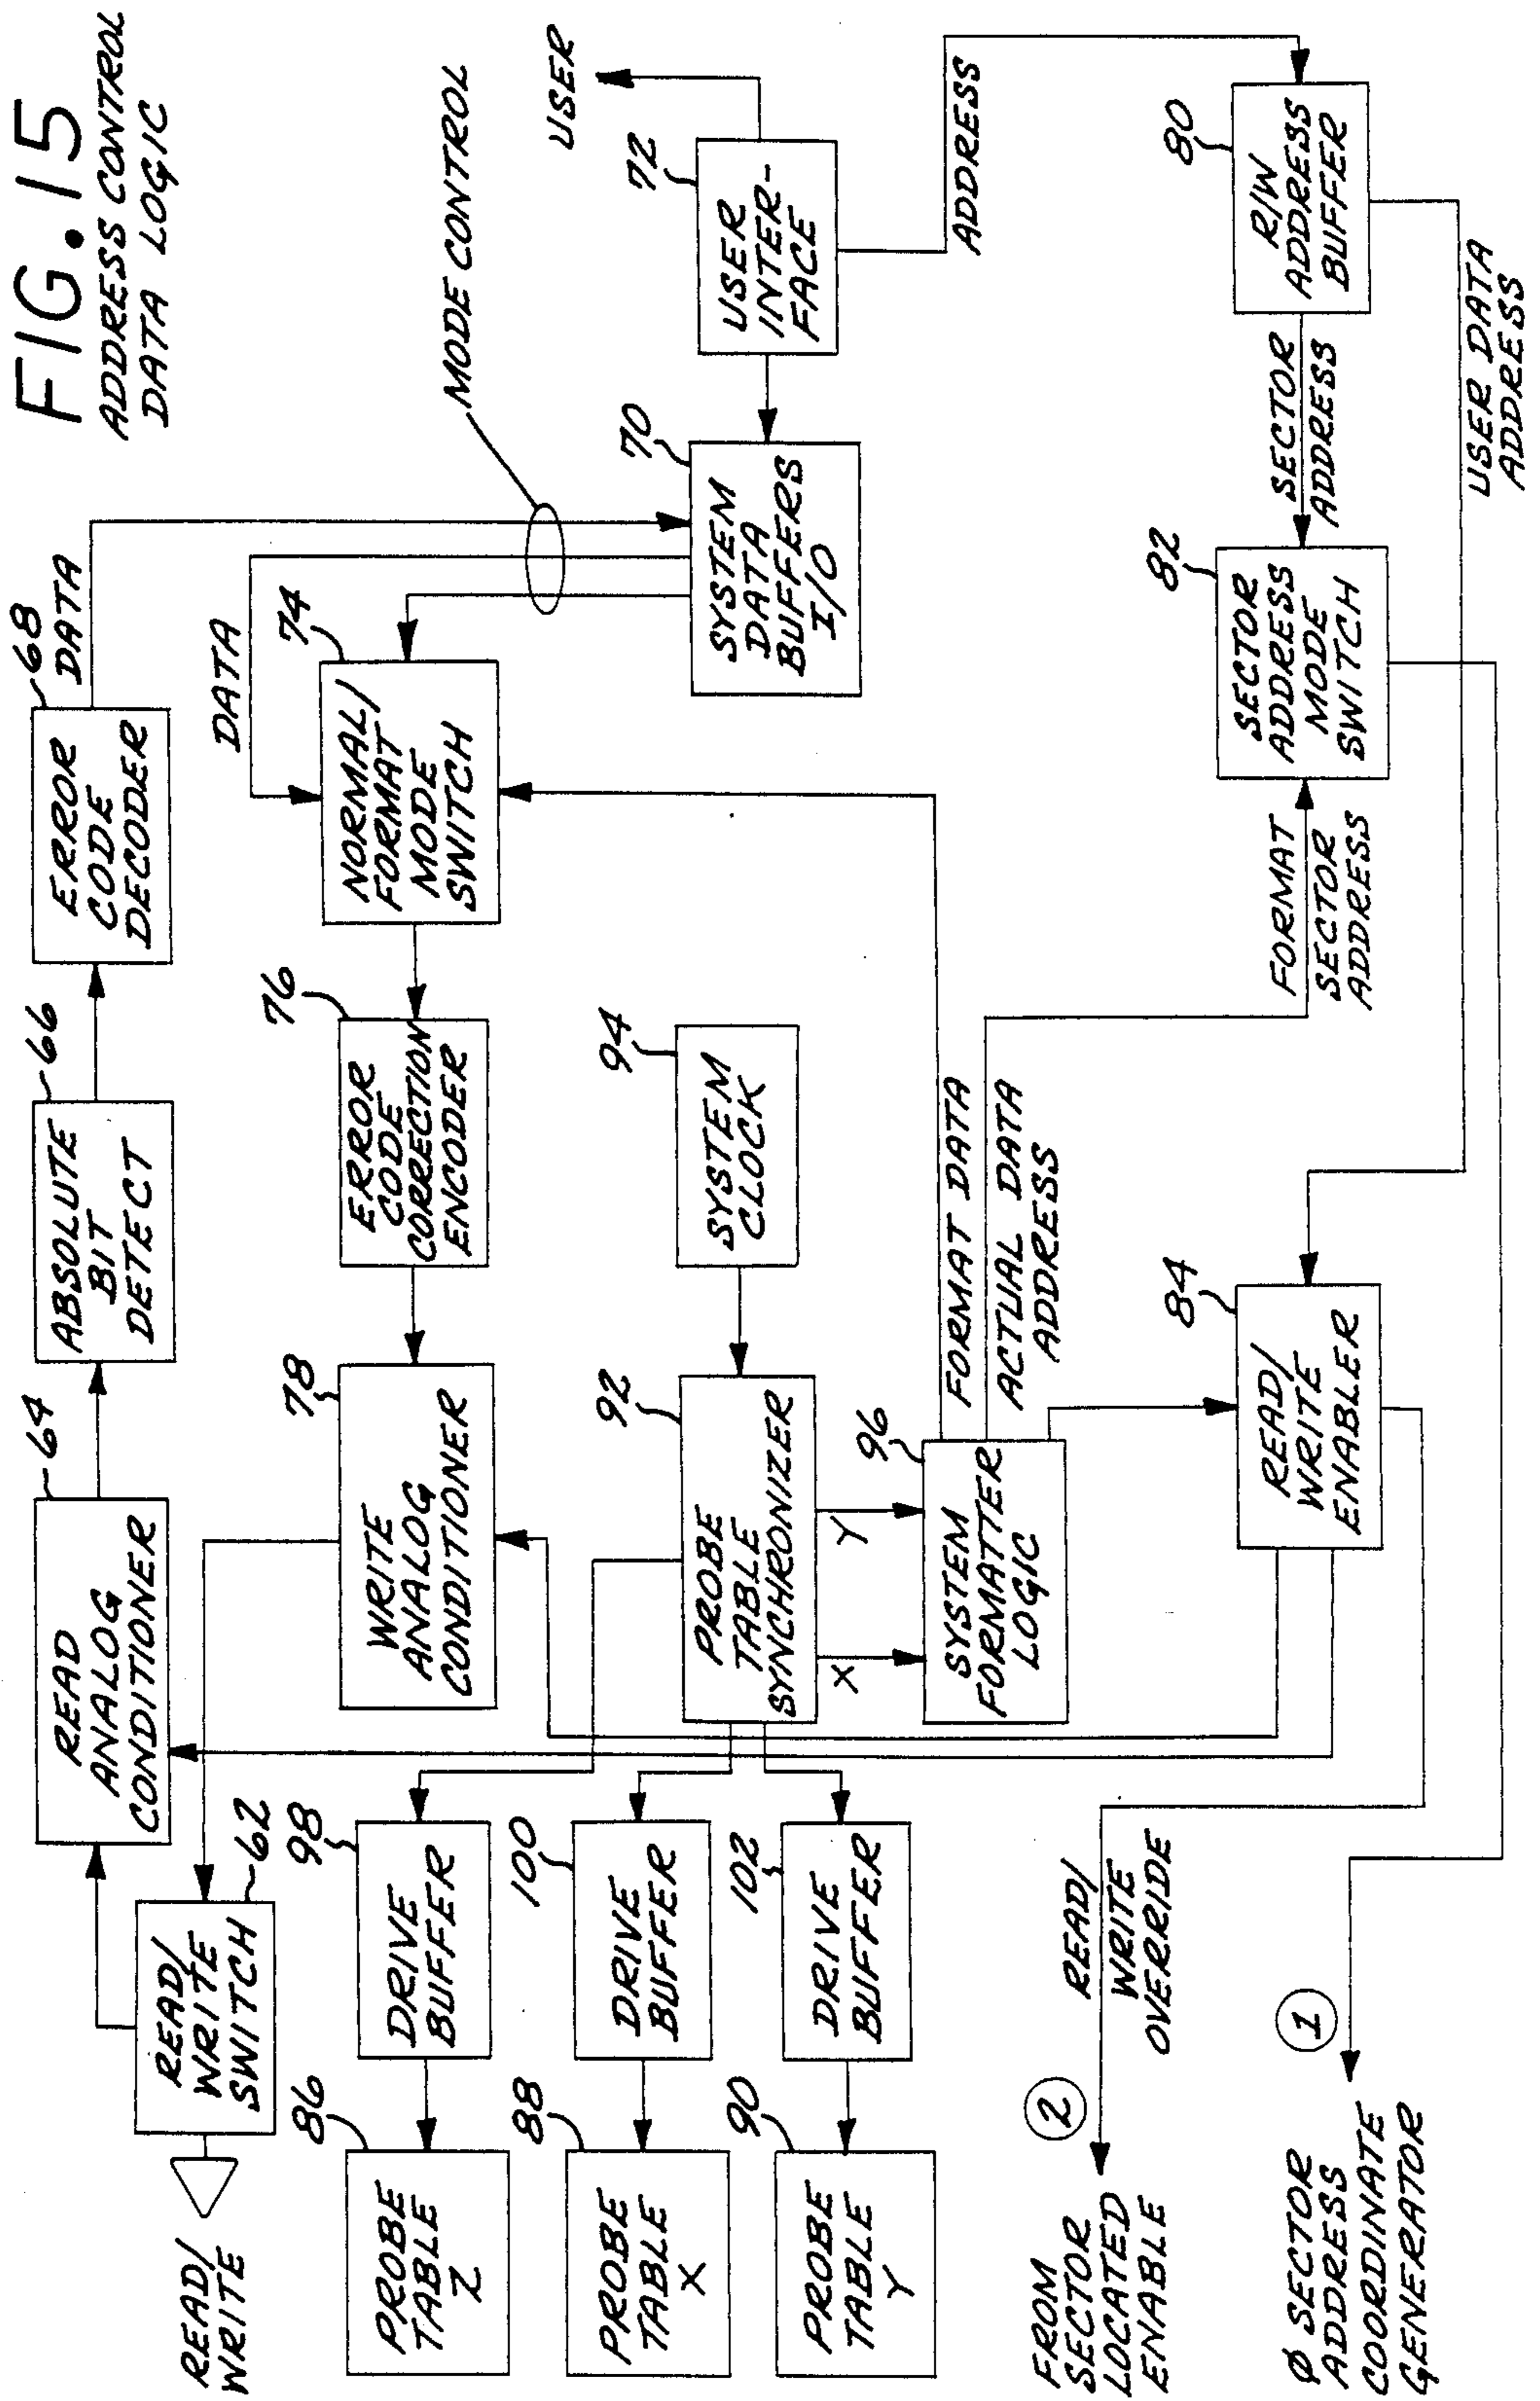 FIG. 15
ADDRESS CONTROL
DATA LOGIC
READ/
WRITE
READ/
WRITE
SWITCH
62
READ
ANALOG
CONDITIONER
64
ABSOLUTE
BIT
DETECT
66
ERROR
CODE
DECODER
68
DATA
DATA
MODE CONTROL
USER
NORMAL/
FORMAT
MODE
SWITCH
74
ERROR
CODE
CORRECTION
ENCODER
76
WRITE
ANALOG
CONDITIONER
78
SYSTEM
DATA
BUFFERS
I/O
70
USER
INTER-
FACE
72
ADDRESS
PROBE
TABLE
Z
86
DRIVE
BUFFER
98
PROBE
TABLE
X
88
DRIVE
BUFFER
100
PROBE
TABLE
Y
90
DRIVE
BUFFER
102
PROBE
TABLE
SYNCHRONIZER
92
SYSTEM
CLOCK
94
X
Y
SYSTEM
FORMATTER
LOGIC
96
FORMAT DATA
ACTUAL DATA
ADDRESS
FORMAT
SECTOR
ADDRESS
SECTOR
ADDRESS
MODE
SWITCH
82
SECTOR
ADDRESS
R/W
ADDRESS
BUFFER
80
USER DATA
ADDRESS
READ/
WRITE
ENABLER
84
READ/
WRITE
OVERRIDE
2
FROM
SECTOR
LOCATED
ENABLE
1
Ø SECTOR
ADDRESS
COORDINATE
GENERATOR